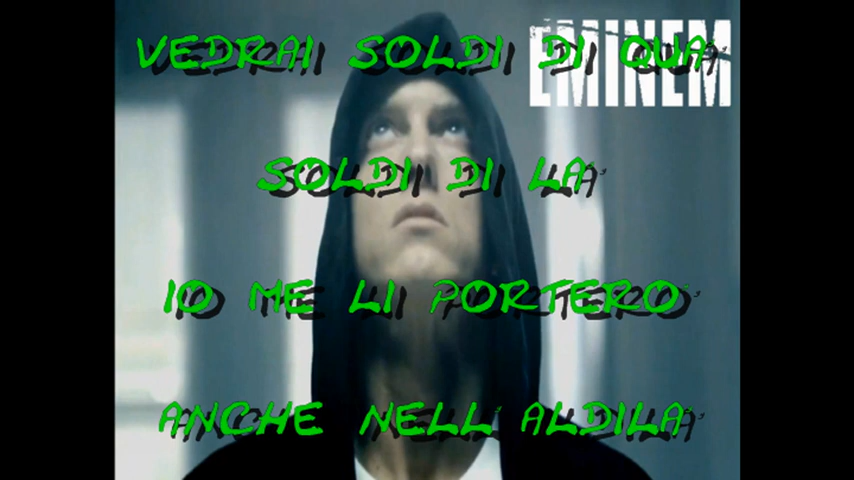 EMINEM
VEDRAI SOLDI DI QUA'
SOLDI DI LA'
IO ME LI PORTERO'
ANCHE NELL'ALDILA'